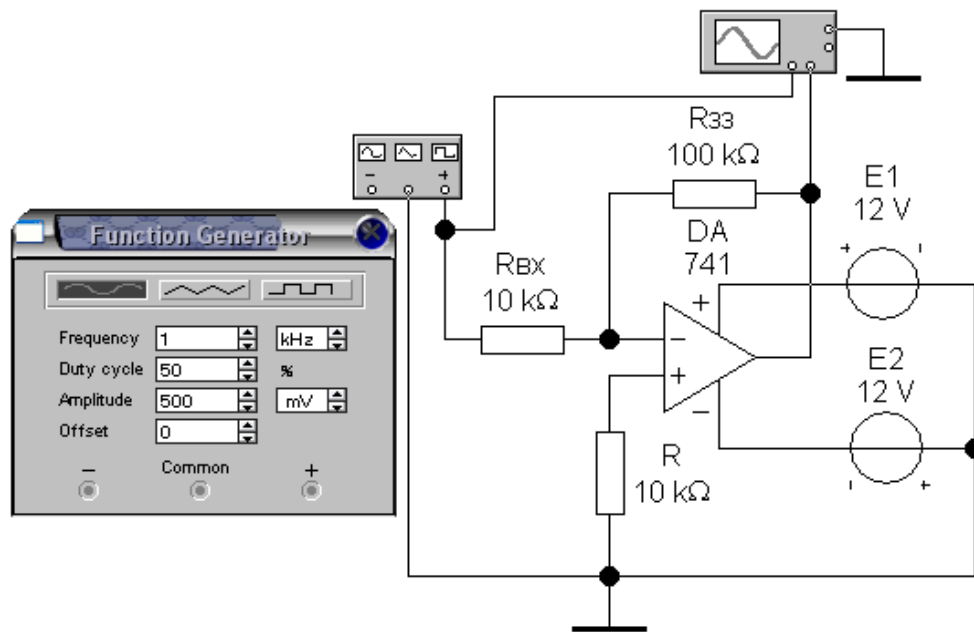 Rзз
100 kΩ
E1
12 V
+
-
- +
Function Generator
DA
741
Rвх
10 kΩ
+
-
+
-
Frequency 1 kHz
Duty cycle 50 %
Amplitude 500 mV
Offset 0
- Common +
E2
12 V
- +
R
10 kΩ